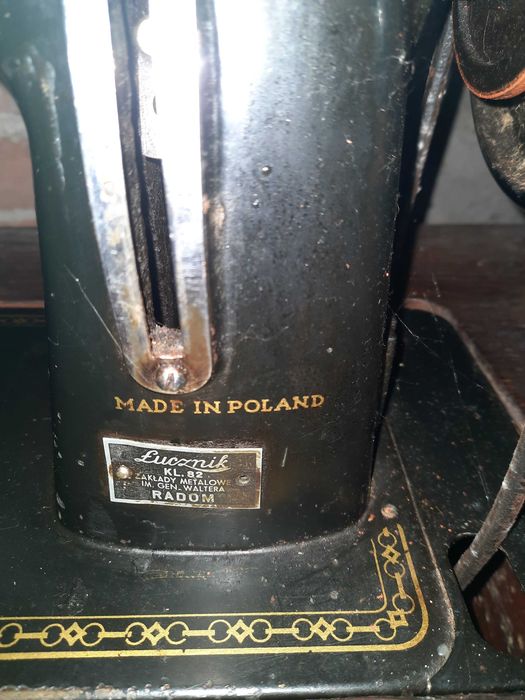 MADE IN POLAND
Łucznik
KL. 82
ZAKŁADY METALOWE
IM. GEN. WALTERA
RADOM